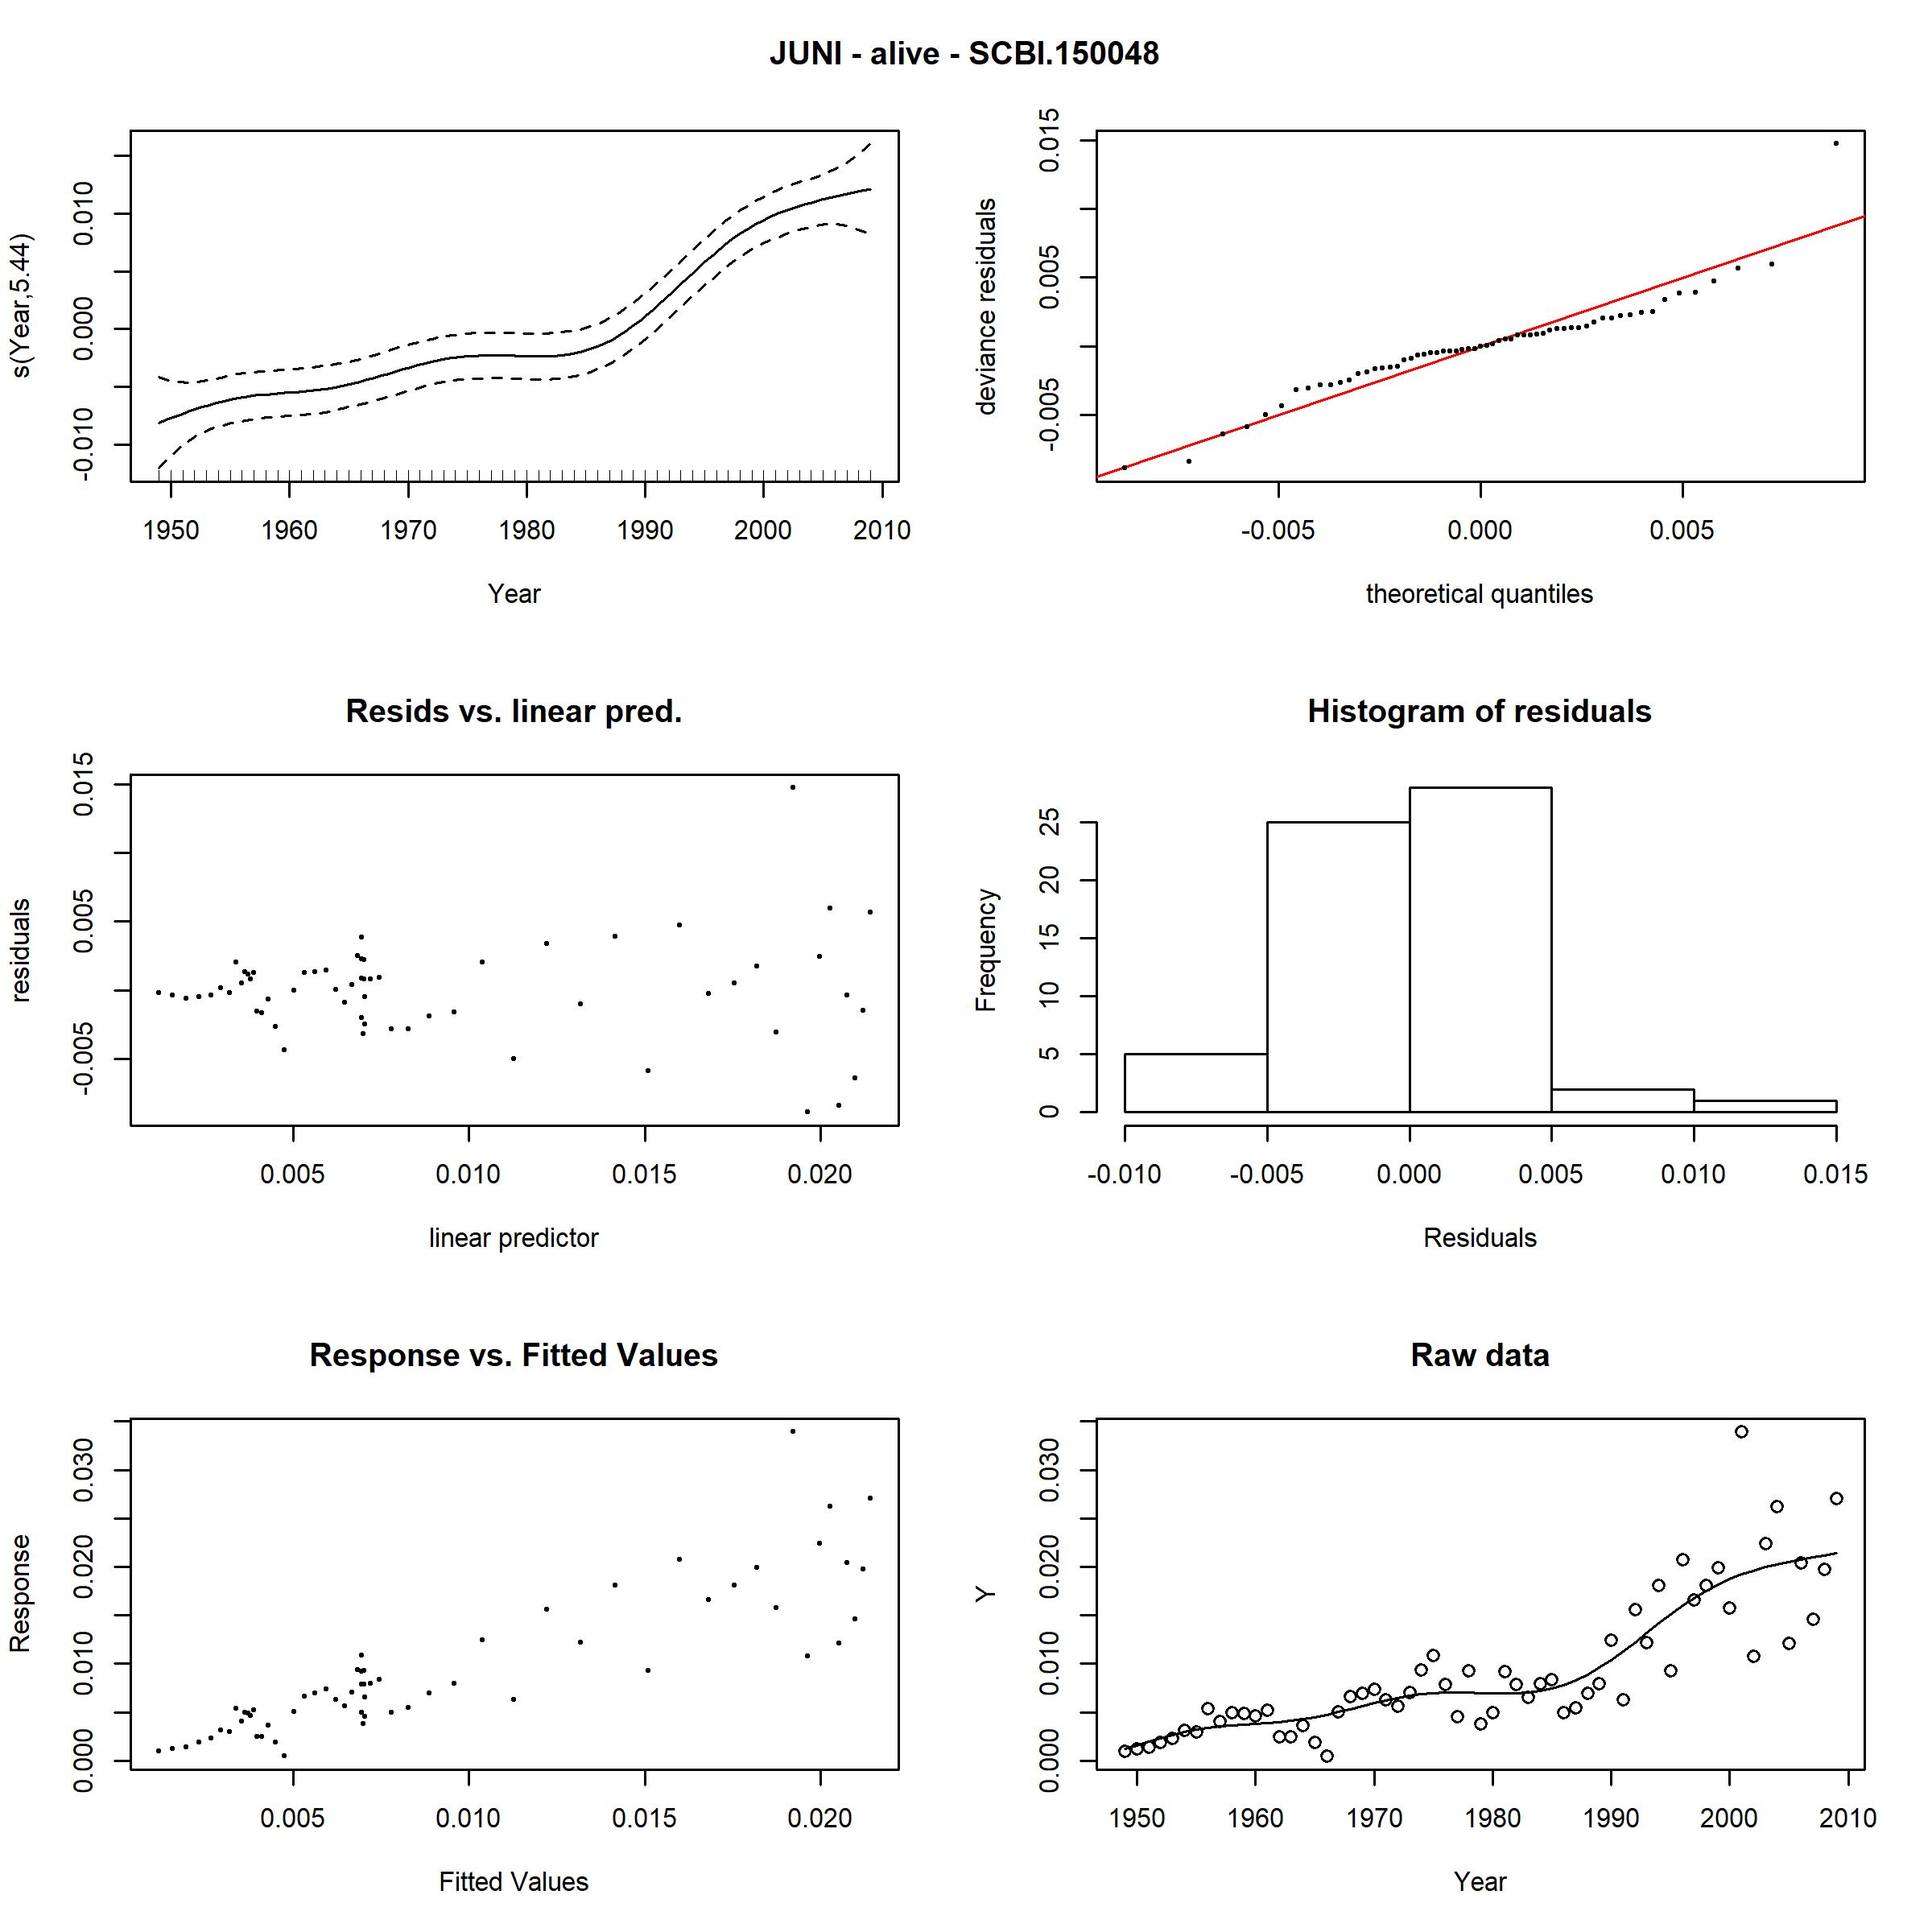 JUNI - alive - SCBI.150048
s(Year,5.44)
-0.010 0.000 0.010
1950 1960 1970 1980 1990 2000 2010
Year
deviance residuals
-0.005 0.005 0.015
-0.005 0.000 0.005
theoretical quantiles
Resids vs. linear pred.
residuals
-0.005 0.005 0.015
0.005 0.010 0.015 0.020
linear predictor
Histogram of residuals
Frequency
0 5 10 15 20 25
-0.010 -0.005 0.000 0.005 0.010 0.015
Residuals
Response vs. Fitted Values
Response
0.000 0.010 0.020 0.030
0.005 0.010 0.015 0.020
Fitted Values
Raw data
Y
0.000 0.010 0.020 0.030
1950 1960 1970 1980 1990 2000 2010
Year